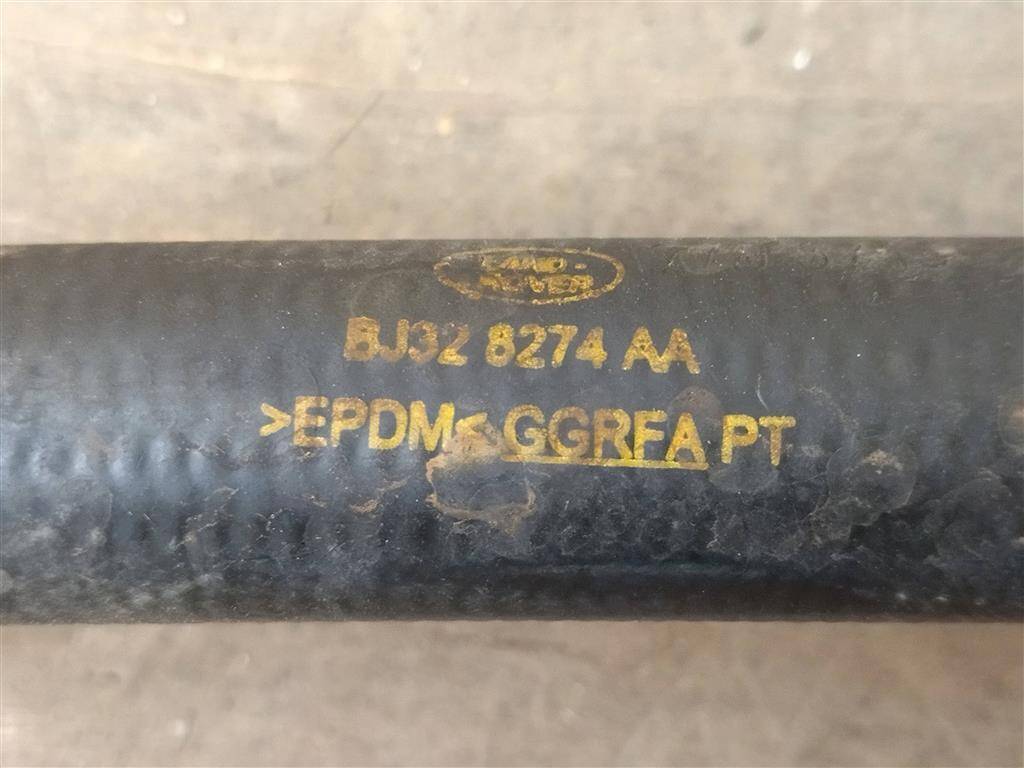 LAND-
ROVER
BJ32 8274 AA
>EPDM< GGRFA PT